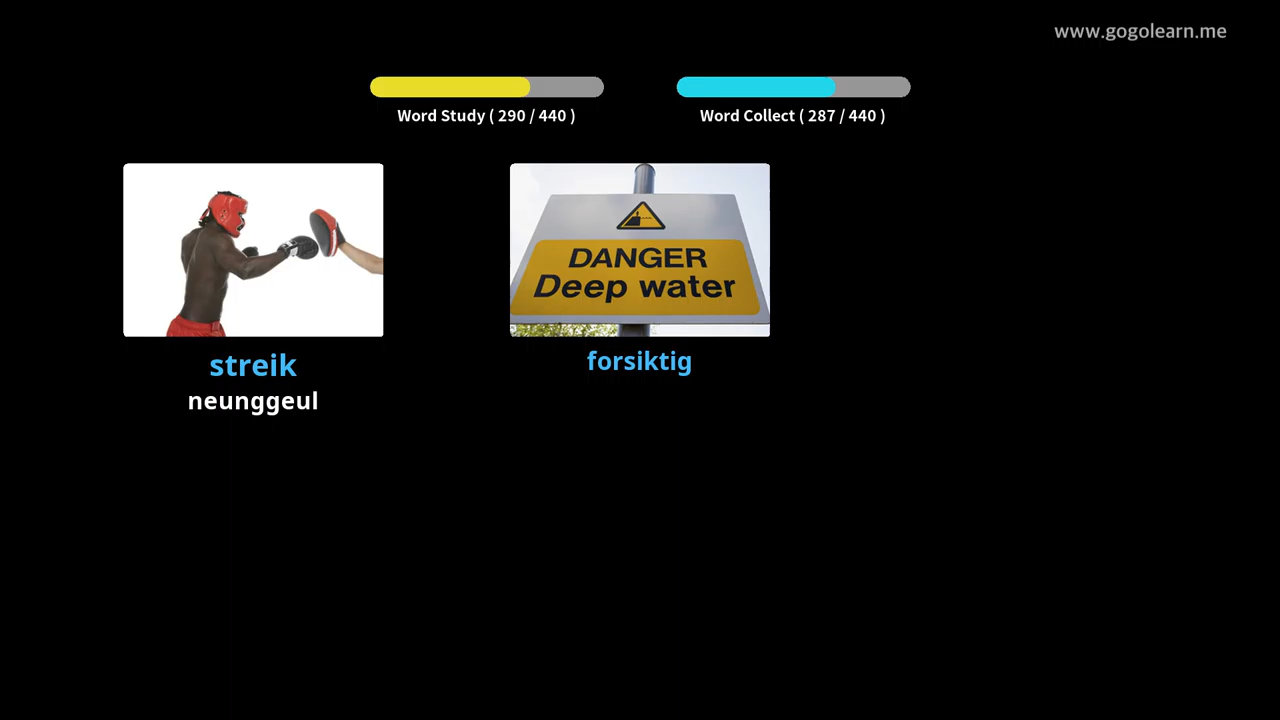 www.gogolearn.me
Word Study ( 290 / 440 )
Word Collect ( 287 / 440 )
DANGER
Deep water
streik
neunggeul
forsiktig